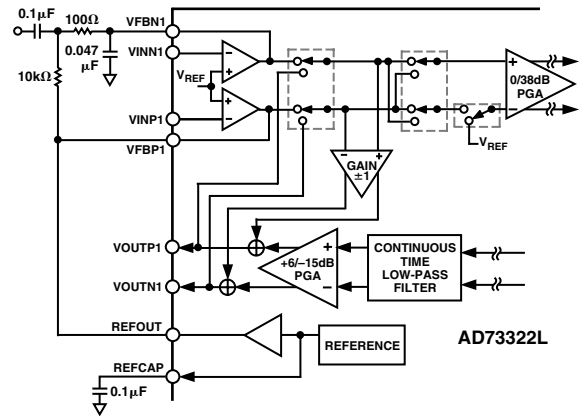 0.1μF
100Ω
VFBN1
VINN1
0.047
μF
10kΩ
VREF
VINP1
VFBP1
+
+
+
−
0/38dB
PGA
VREF
−
+
GAIN
±1
VOUTP1
VOUTN1
+
−
+6/−15dB
PGA
CONTINUOUS
TIME
LOW-PASS
FILTER
REFOUT
REFERENCE
AD73322L
REFCAP
0.1μF